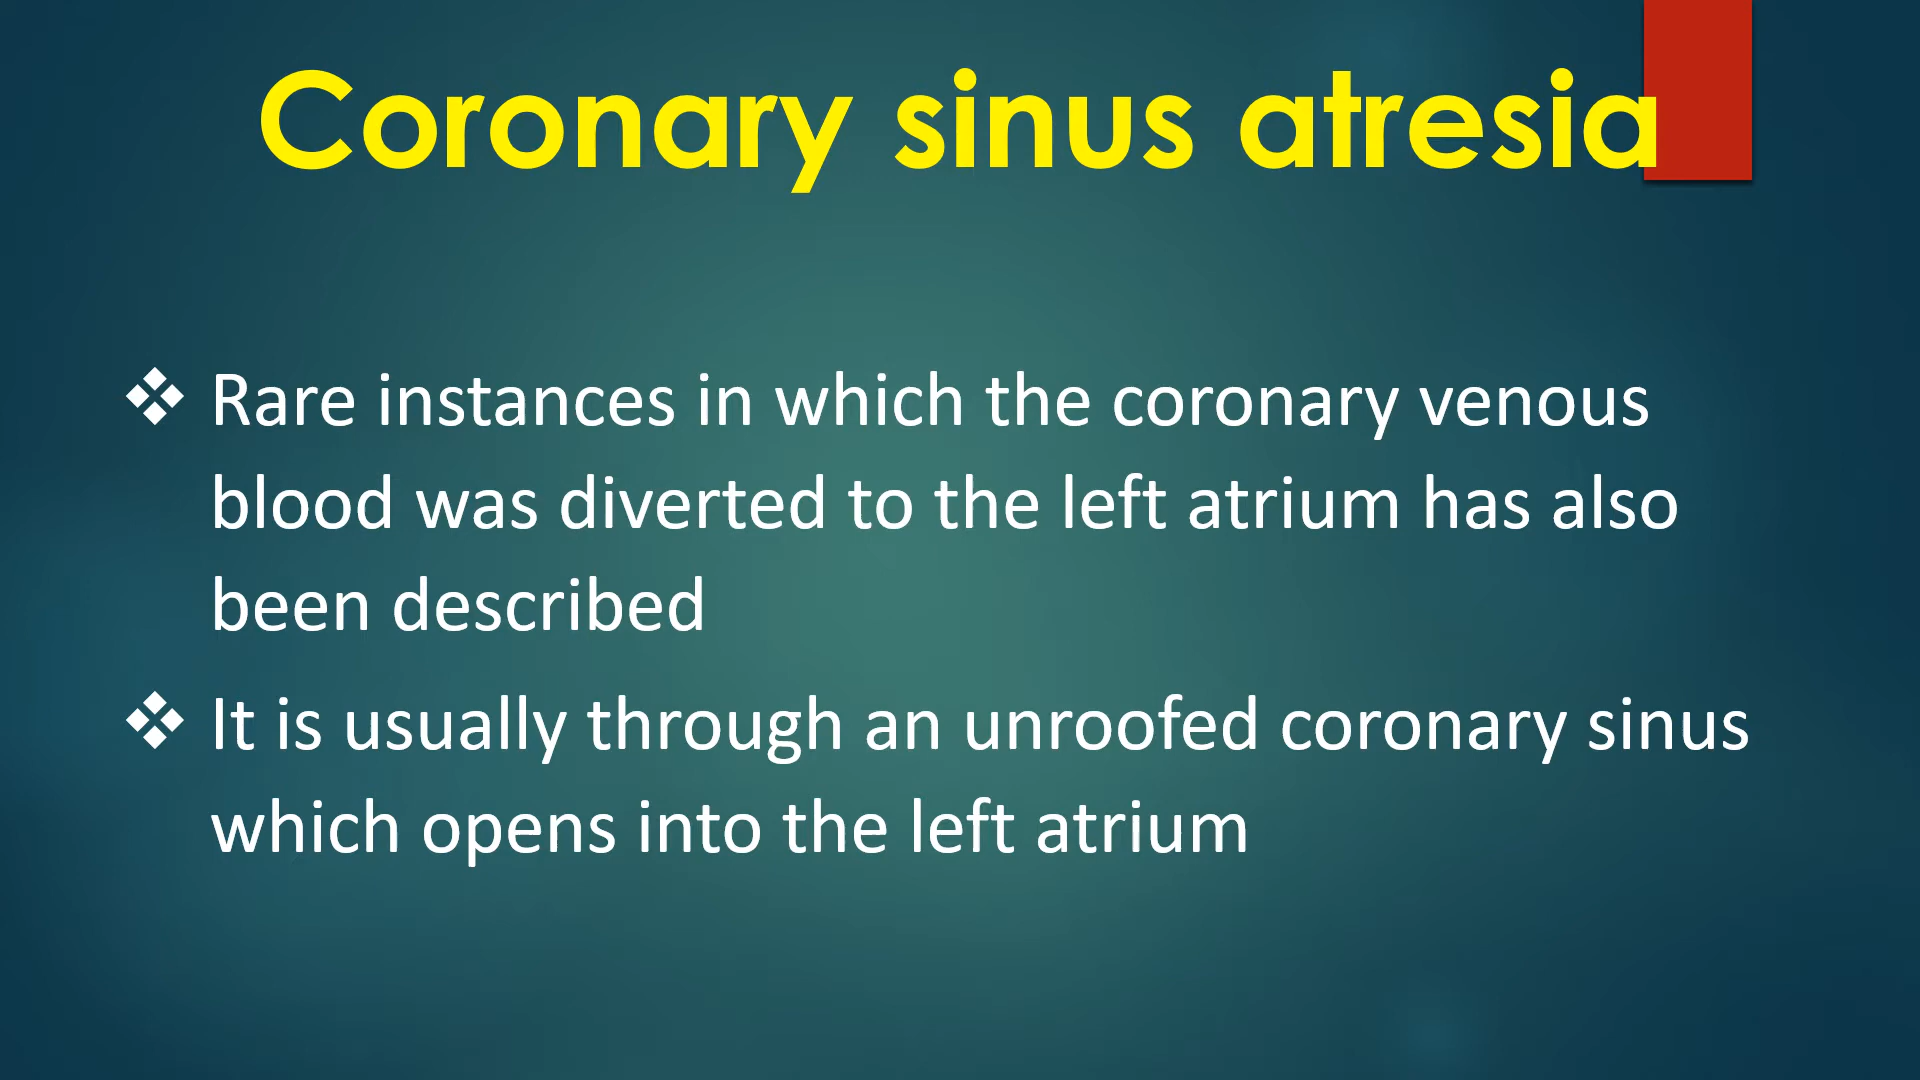 Coronary sinus atresia
❖ Rare instances in which the coronary venous
blood was diverted to the left atrium has also
been described
❖ It is usually through an unroofed coronary sinus
which opens into the left atrium